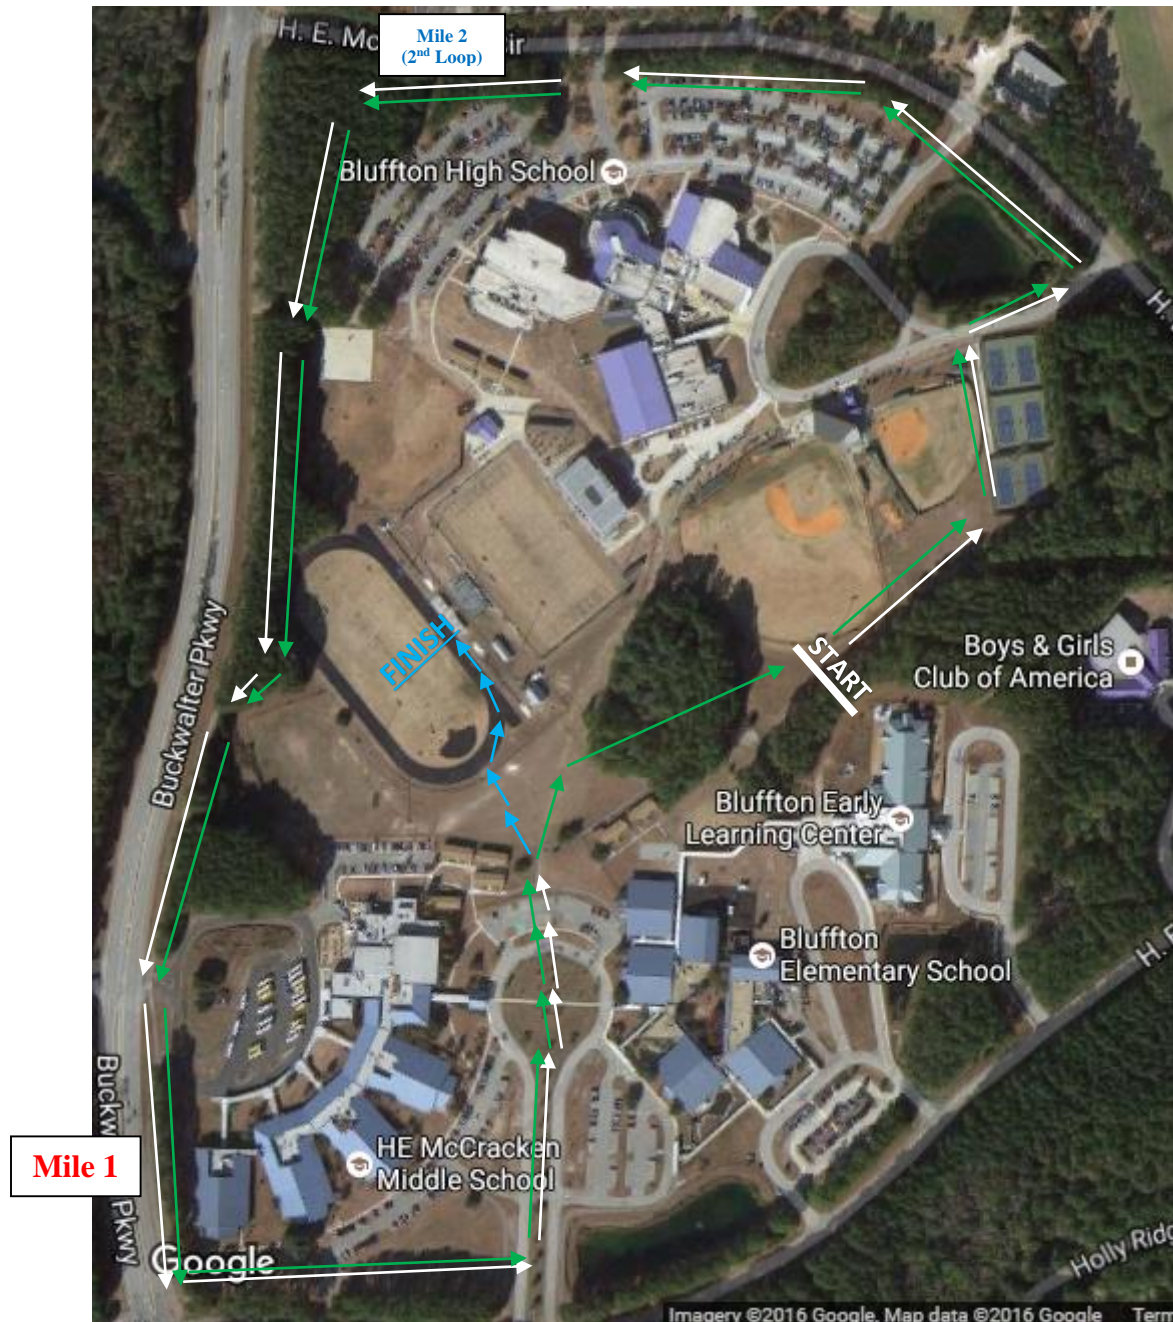 H. E. Mc
Mile 2
(2nd Loop)
Bluffton High School
H.
Buckwalter Pkwy
FINISH
START
Boys & Girls
Club of America
Bluffton Early
Learning Center
Bluffton
Elementary School
H. E
Buckw
Pkwy
Mile 1
HE McCracken
Middle School
Google
Holly Ridg
Imagery ©2016 Google, Map data ©2016 Google Term